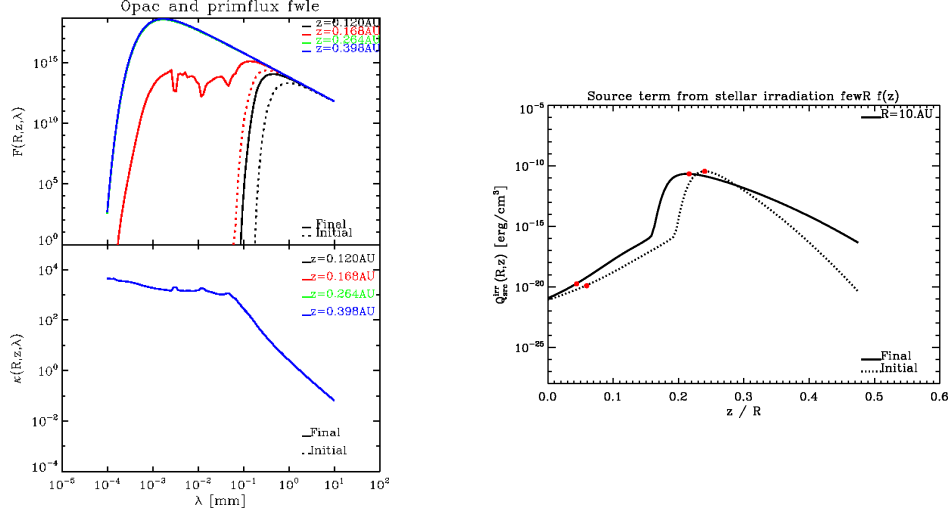 Opac and primflux fwle
z=0.120AU
z=0.168AU
z=0.264AU
z=0.398AU
10^15
10^10
10^5
10^0
F(R,z,λ)
Final
Initial
z=0.120AU
z=0.168AU
z=0.264AU
z=0.398AU
10^4
10^2
10^0
10^-2
10^-4
κ(R,z,λ)
Final
Initial
10^-5 10^-4 10^-3 10^-2 10^-1 10^0 10^1 10^2
λ [mm]
Source term from stellar irradiation fewR f(z)
R=10.AU
10^-5
10^-10
10^-15
10^-20
10^-25
Q^irr_src(R,z) [erg/cm^3]
Final
Initial
0.0 0.1 0.2 0.3 0.4 0.5 0.6
z / R